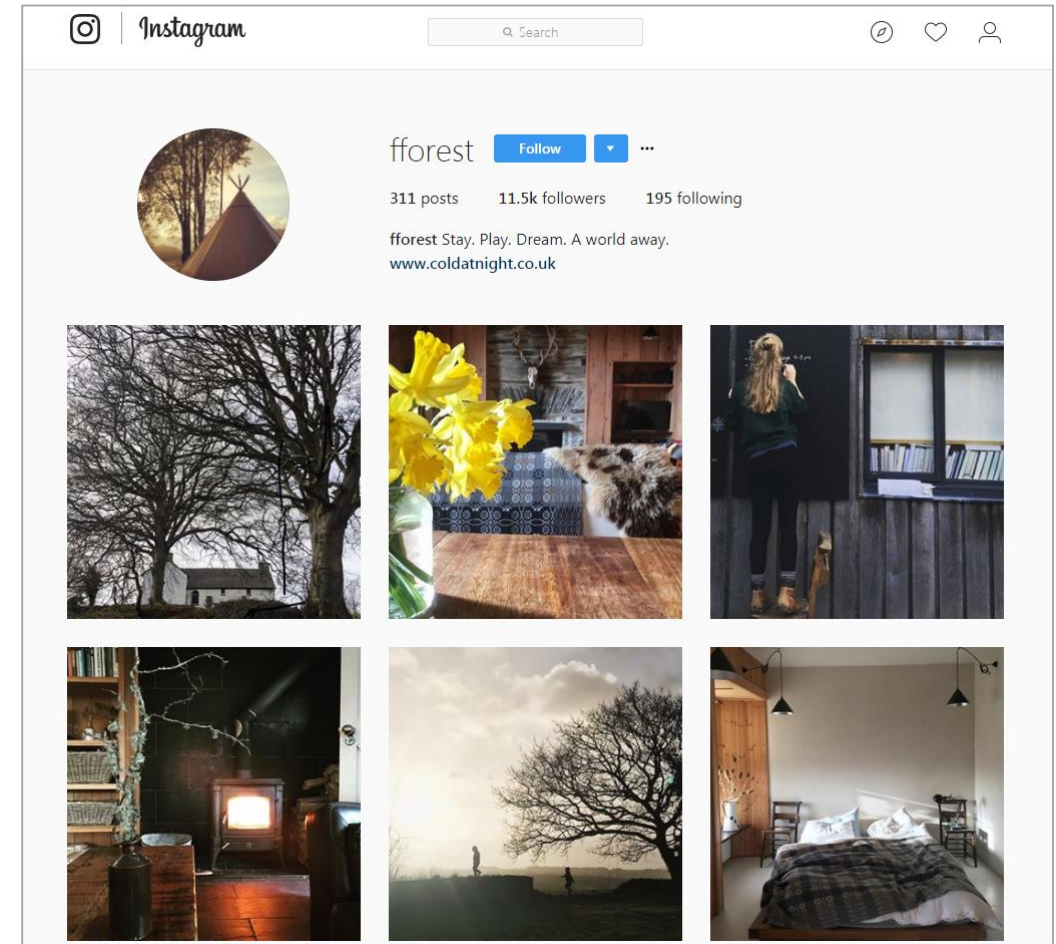 Instagram
Search
fforest Follow
311 posts 11.5k followers 195 following
fforest Stay. Play. Dream. A world away.
www.coldatnight.co.uk